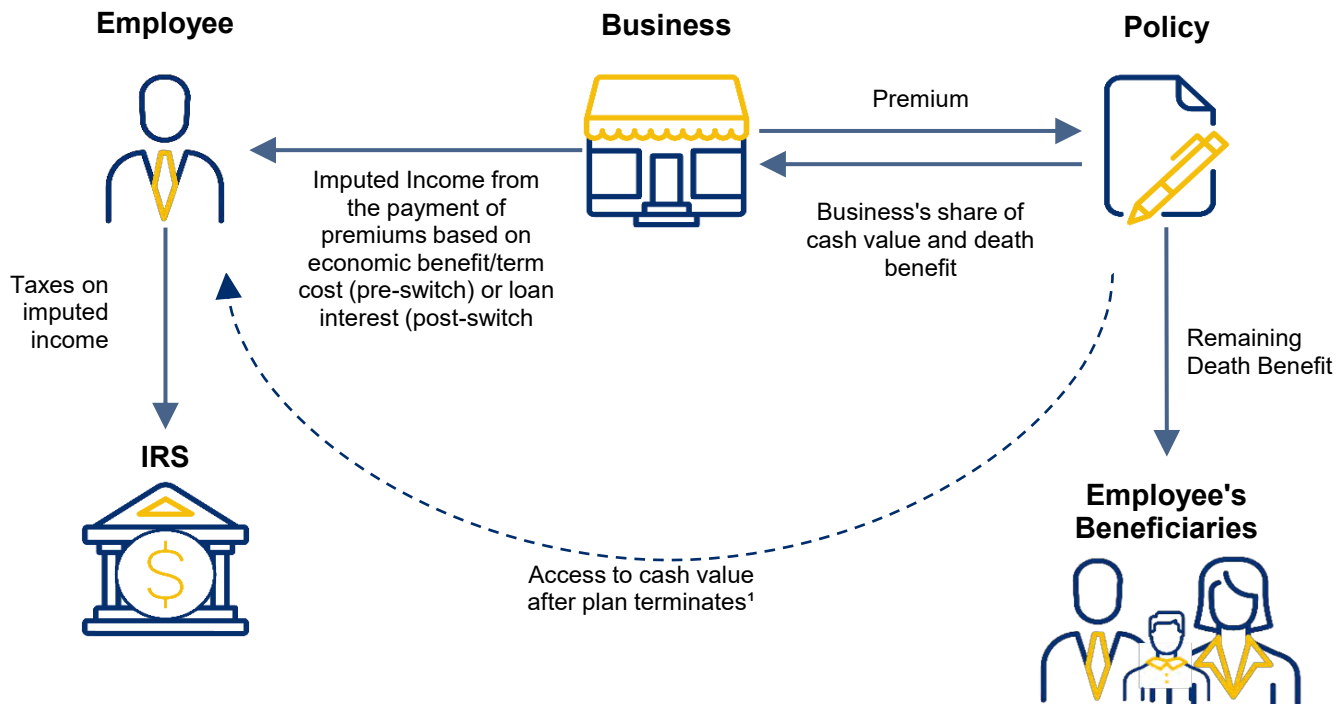 Employee
Business
Policy
Premium
Imputed Income from
the payment of
premiums based on
economic benefit/term
cost (pre-switch) or loan
interest (post-switch
Business's share of
cash value and death
benefit
Taxes on
imputed
income
Remaining
Death Benefit
IRS
$
Employee's
Beneficiaries
Access to cash value
after plan terminates¹